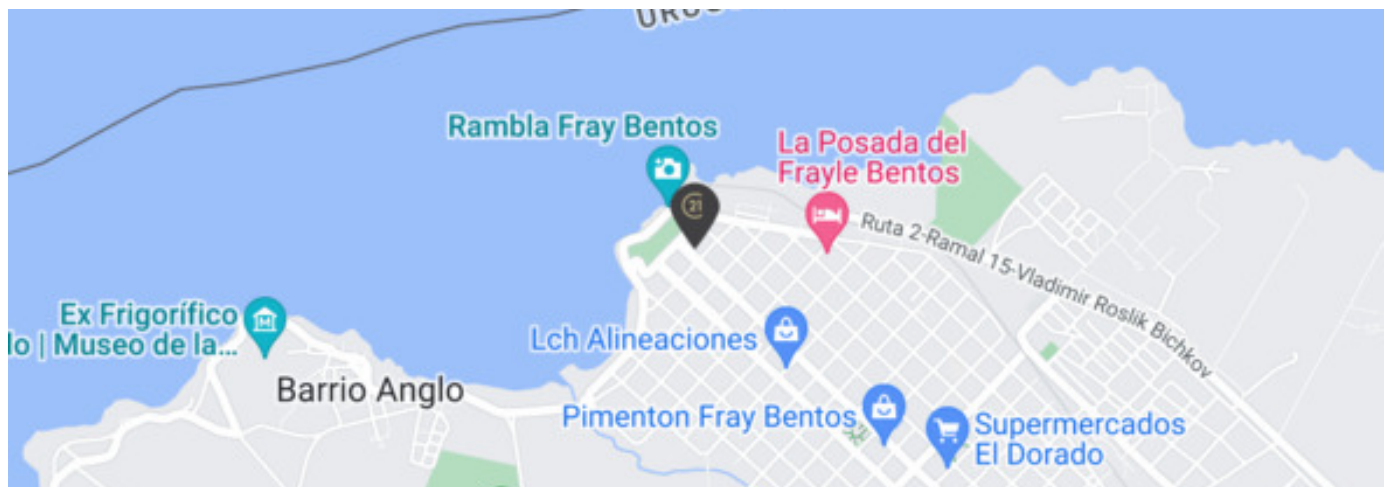 Rambla Fray Bentos
La Posada del
Frayle Bentos
21
Ruta 2-Ramal 15-Vladimir Roslik Bichkov
Ex Frigorífico
lo | Museo de la...
Lch Alineaciones
Barrio Anglo
Pimenton Fray Bentos
Supermercados
El Dorado